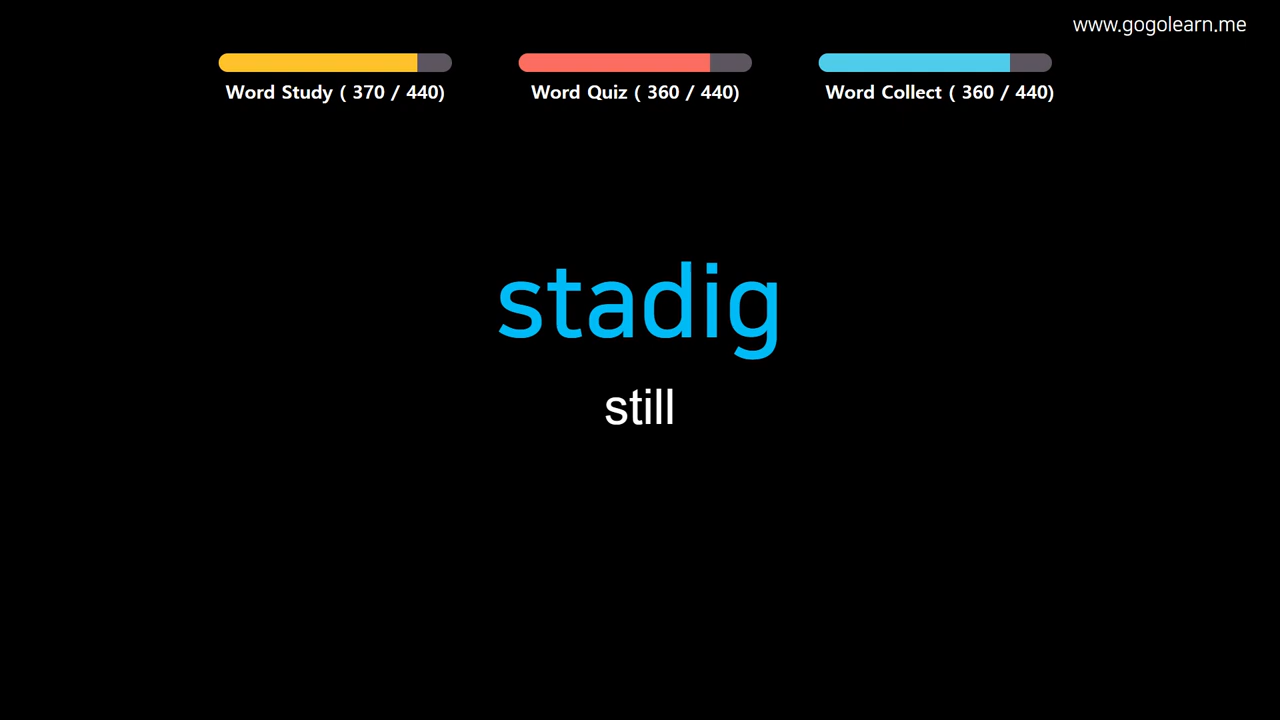 www.gogolearn.me
Word Study ( 370 / 440)
Word Quiz ( 360 / 440)
Word Collect ( 360 / 440)
stadig
still